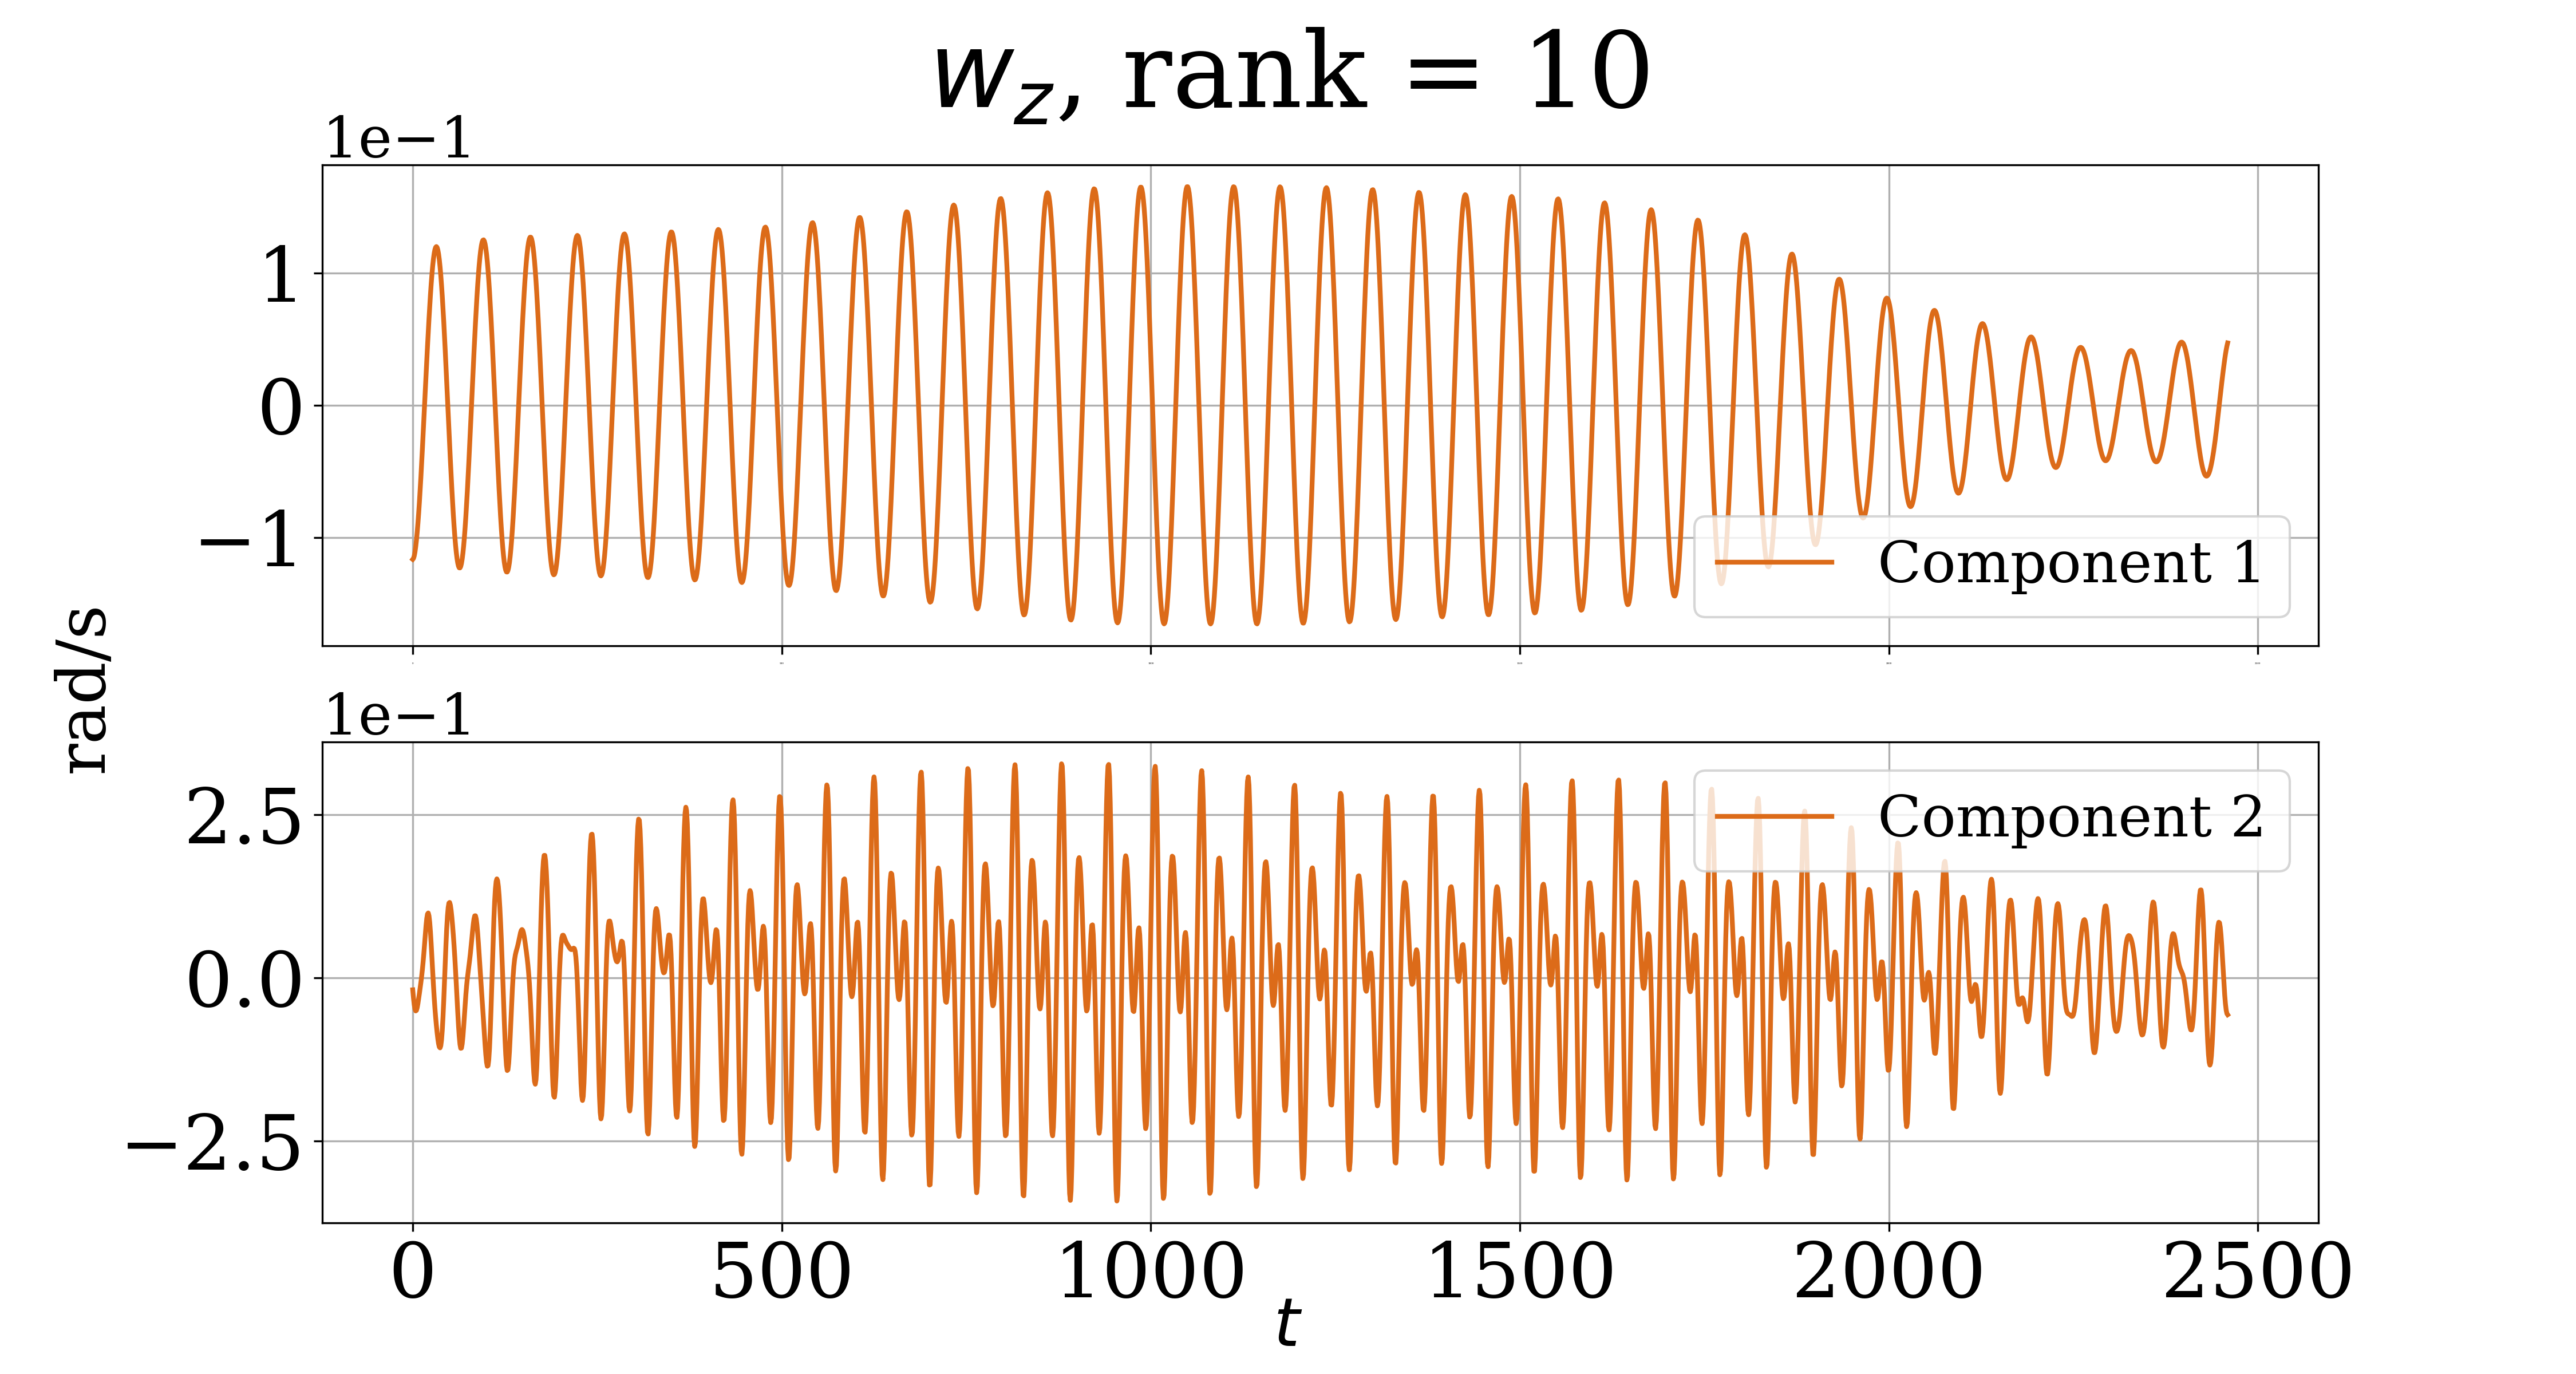 w_z, rank = 10
1e−1
1
0
−1
Component 1
rad/s
1e−1
2.5
0.0
−2.5
Component 2
0 500 1000 1500 2000 2500
t